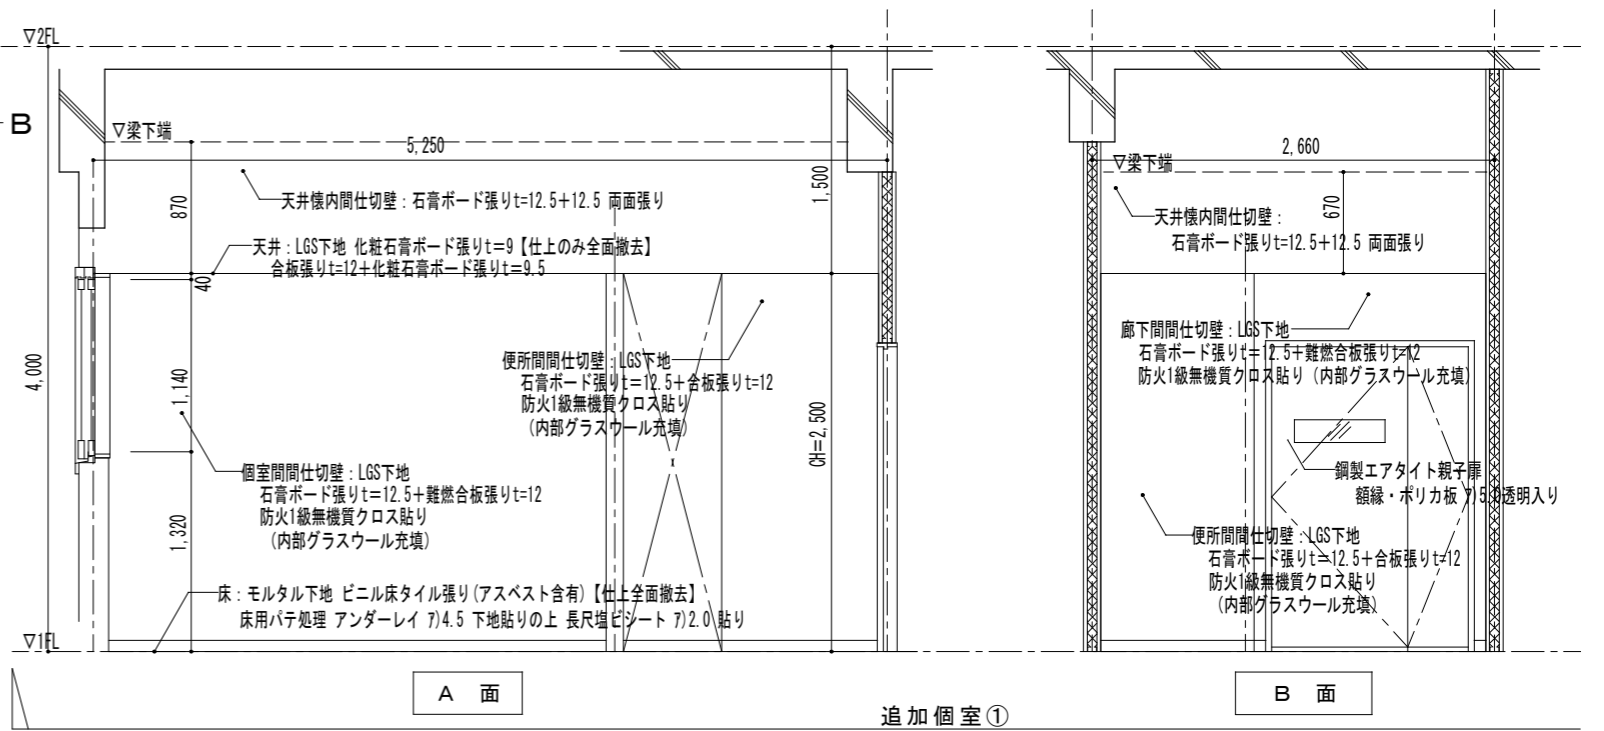 ▽2FL
B
▽梁下端
5,250
870
1,500
天井懐内間仕切壁：石膏ボード張りt=12.5+12.5 両面張り
天井：LGS下地 化粧石膏ボード張りt＝9【仕上のみ全面撤去】
合板張りt=12+化粧石膏ボード張りt＝9.5
40
4,000
1,140
便所間間仕切壁：LGS下地
石膏ボード張りt＝12.5+合板張りt=12
防火1級無機質クロス貼り
(内部グラスウール充填)
CH＝2,500
個室間間仕切壁：LGS下地
石膏ボード張りt＝12.5+難燃合板張りt=12
防火1級無機質クロス貼り
(内部グラスウール充填)
1,320
床：モルタル下地 ビニル床タイル張り(アスベスト含有)【仕上全面撤去】
床用パテ処理 アンダーレイ ｱ)4.5 下地貼りの上 長尺塩ビシート ｱ)2.0 貼り
▽1FL
A 面
2,660
▽梁下端
670
天井懐内間仕切壁：
石膏ボード張りt=12.5+12.5 両面張り
廊下間間仕切壁：LGS下地
石膏ボード張りt＝12.5+難燃合板張りt=12
防火1級無機質クロス貼り (内部グラスウール充填)
鋼製エアタイト親子扉
額縁・ポリカ板 ｱ)5.0透明入り
便所間間仕切壁：LGS下地
石膏ボード張りt＝12.5+合板張りt=12
防火1級無機質クロス貼り
(内部グラスウール充填)
B 面
追加個室①